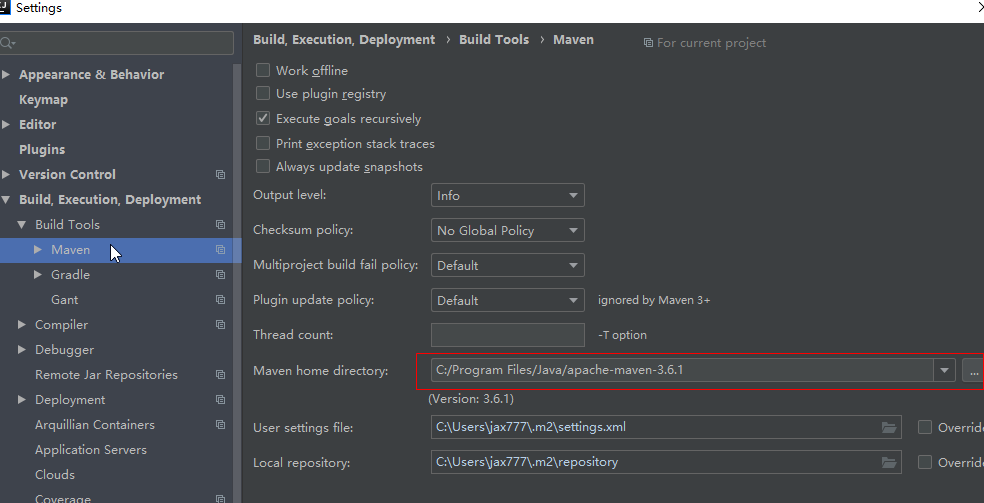 Settings
Build, Execution, Deployment › Build Tools › Maven For current project
Appearance & Behavior
Keymap
Editor
Plugins
Version Control
Build, Execution, Deployment
Build Tools
Maven
Gradle
Gant
Compiler
Debugger
Remote Jar Repositories
Deployment
Arquillian Containers
Application Servers
Clouds
Coverage
Work offline
Use plugin registry
Execute goals recursively
Print exception stack traces
Always update snapshots
Output level: Info
Checksum policy: No Global Policy
Multiproject build fail policy: Default
Plugin update policy: Default ignored by Maven 3+
Thread count: -T option
Maven home directory: C:/Program Files/Java/apache-maven-3.6.1 ...
(Version: 3.6.1)
User settings file: C:\Users\jax777\.m2\settings.xml Override
Local repository: C:\Users\jax777\.m2\repository Override